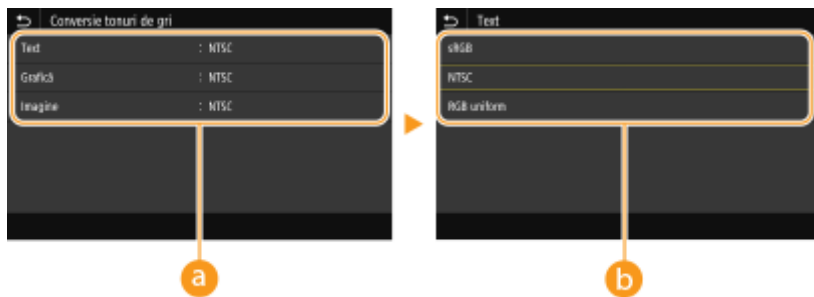 Conversie tonuri de gri
Text : NTSC
Grafică : NTSC
Imagine : NTSC
a
Text
sRGB
NTSC
RGB uniform
b